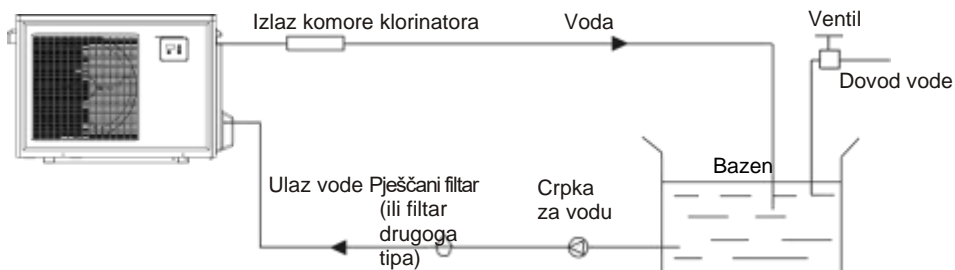 Izlaz komore klorinatora
Voda
Ventil
Dovod vode
Bazen
Ulaz vode
Pješčani filtar
(ili filtar
drugoga
tipa)
Crpka
za vodu